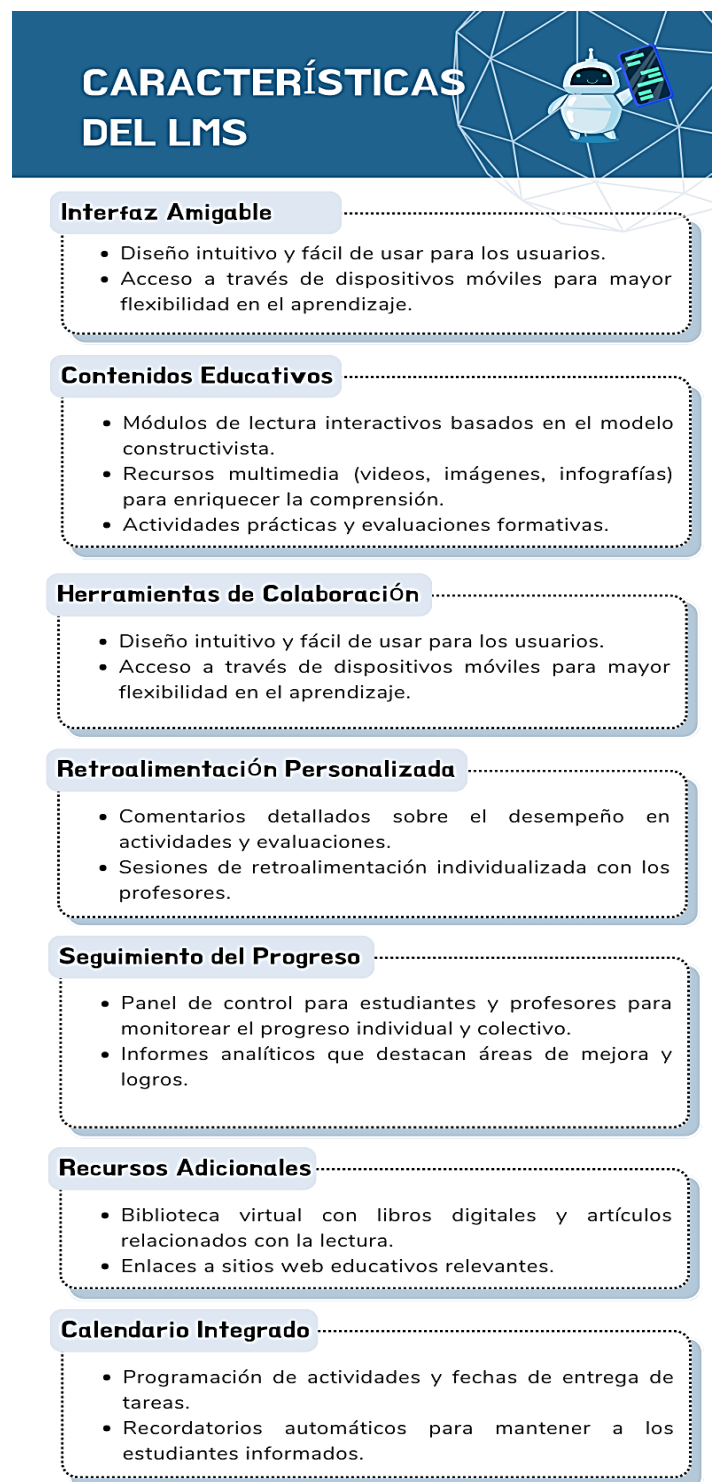 CARACTERÍSTICAS
DEL LMS
Interfaz Amigable
• Diseño intuitivo y fácil de usar para los usuarios.
• Acceso a través de dispositivos móviles para mayor
flexibilidad en el aprendizaje.
Contenidos Educativos
• Módulos de lectura interactivos basados en el modelo
constructivista.
• Recursos multimedia (videos, imágenes, infografías)
para enriquecer la comprensión.
• Actividades prácticas y evaluaciones formativas.
Herramientas de Colaboración
• Diseño intuitivo y fácil de usar para los usuarios.
• Acceso a través de dispositivos móviles para mayor
flexibilidad en el aprendizaje.
Retroalimentación Personalizada
• Comentarios detallados sobre el desempeño en
actividades y evaluaciones.
• Sesiones de retroalimentación individualizada con los
profesores.
Seguimiento del Progreso
• Panel de control para estudiantes y profesores para
monitorear el progreso individual y colectivo.
• Informes analíticos que destacan áreas de mejora y
logros.
Recursos Adicionales
• Biblioteca virtual con libros digitales y artículos
relacionados con la lectura.
• Enlaces a sitios web educativos relevantes.
Calendario Integrado
• Programación de actividades y fechas de entrega de
tareas.
• Recordatorios automáticos para mantener a los
estudiantes informados.